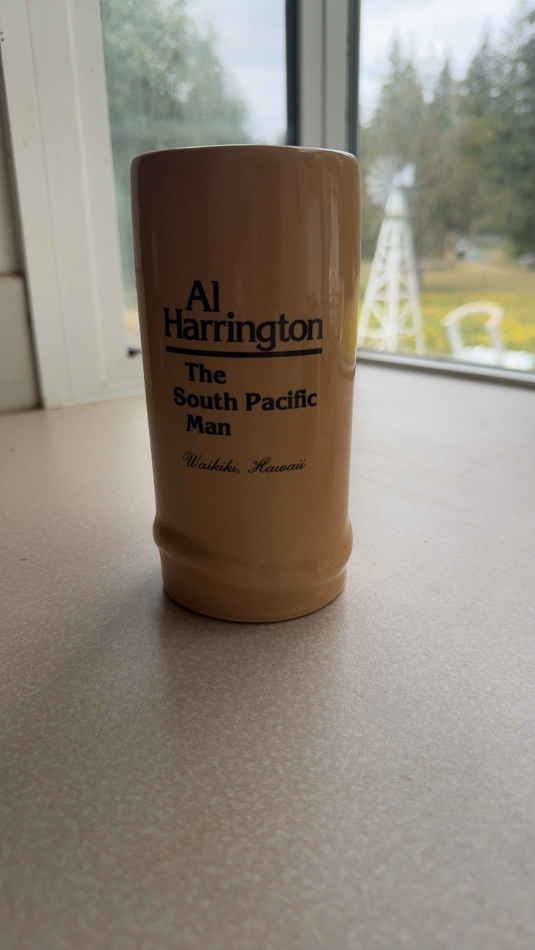 Al
Harrington
The
South Pacific
Man
Waikiki, Hawaii